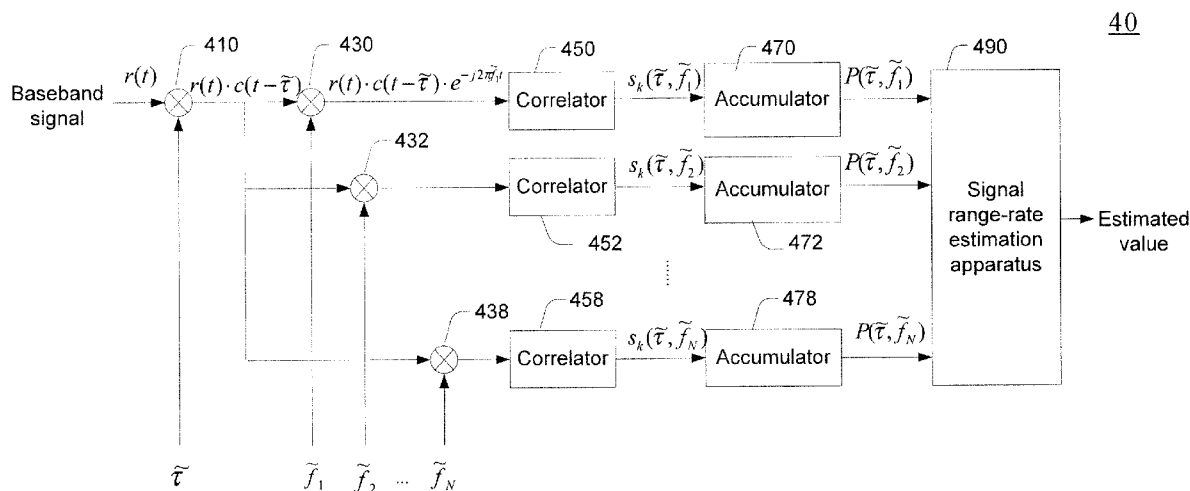 40
410
430
450
470
490
r(t)
r(t)·c(t−τ̃)
r(t)·c(t−τ̃)·e^{−j2πf̃₁t}
s_k(τ̃, f̃₁)
P(τ̃, f̃₁)
Baseband
signal
Correlator
Accumulator
432
s_k(τ̃, f̃₂)
P(τ̃, f̃₂)
Correlator
Accumulator
452
472
Signal
range-rate
estimation
apparatus
Estimated
value
......
438
458
478
s_k(τ̃, f̃_N)
P(τ̃, f̃_N)
Correlator
Accumulator
τ̃
f̃₁ f̃₂ ... f̃_N